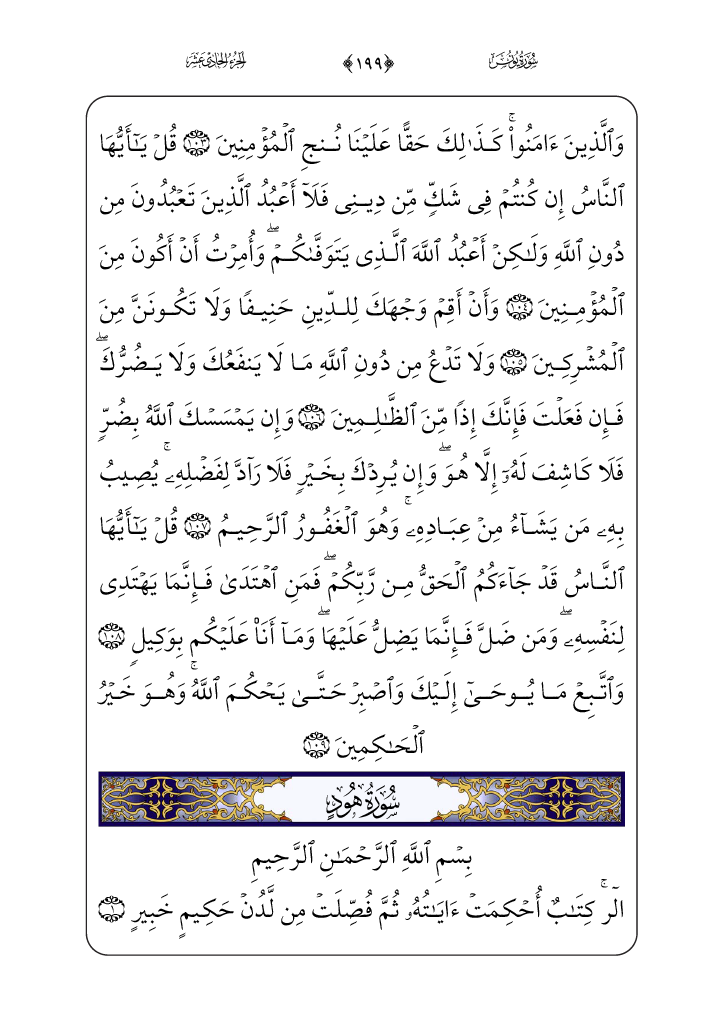 سُورَةُ يُونُسَ ﴿١٩٩﴾ الجُزْءُ الحَادِي عَشَرَ
وَٱلَّذِينَ ءَامَنُواْۚ كَذَٰلِكَ حَقًّا عَلَيْنَا نُنجِ ٱلْمُؤْمِنِينَ ١٠٣ قُلْ يَٰٓأَيُّهَا
ٱلنَّاسُ إِن كُنتُمْ فِى شَكٍّ مِّن دِينِى فَلَآ أَعْبُدُ ٱلَّذِينَ تَعْبُدُونَ مِن
دُونِ ٱللَّهِ وَلَٰكِنْ أَعْبُدُ ٱللَّهَ ٱلَّذِى يَتَوَفَّىٰكُمْۖ وَأُمِرْتُ أَنْ أَكُونَ مِنَ
ٱلْمُؤْمِنِينَ ١٠٤ وَأَنْ أَقِمْ وَجْهَكَ لِلدِّينِ حَنِيفًا وَلَا تَكُونَنَّ مِنَ
ٱلْمُشْرِكِينَ ١٠٥ وَلَا تَدْعُ مِن دُونِ ٱللَّهِ مَا لَا يَنفَعُكَ وَلَا يَضُرُّكَۖ
فَإِن فَعَلْتَ فَإِنَّكَ إِذًا مِّنَ ٱلظَّٰلِمِينَ ١٠٦ وَإِن يَمْسَسْكَ ٱللَّهُ بِضُرٍّ
فَلَا كَاشِفَ لَهُۥٓ إِلَّا هُوَۖ وَإِن يُرِدْكَ بِخَيْرٍ فَلَا رَآدَّ لِفَضْلِهِۦۚ يُصِيبُ
بِهِۦ مَن يَشَآءُ مِنْ عِبَادِهِۦۚ وَهُوَ ٱلْغَفُورُ ٱلرَّحِيمُ ١٠٧ قُلْ يَٰٓأَيُّهَا
ٱلنَّاسُ قَدْ جَآءَكُمُ ٱلْحَقُّ مِن رَّبِّكُمْۖ فَمَنِ ٱهْتَدَىٰ فَإِنَّمَا يَهْتَدِى
لِنَفْسِهِۦۖ وَمَن ضَلَّ فَإِنَّمَا يَضِلُّ عَلَيْهَاۖ وَمَآ أَنَا۠ عَلَيْكُم بِوَكِيلٍ ١٠٨
وَٱتَّبِعْ مَا يُوحَىٰٓ إِلَيْكَ وَٱصْبِرْ حَتَّىٰ يَحْكُمَ ٱللَّهُۚ وَهُوَ خَيْرُ
ٱلْحَٰكِمِينَ ١٠٩
سُورَةُ هُودٍ
بِسْمِ ٱللَّهِ ٱلرَّحْمَٰنِ ٱلرَّحِيمِ
الٓرۚ كِتَٰبٌ أُحْكِمَتْ ءَايَٰتُهُۥ ثُمَّ فُصِّلَتْ مِن لَّدُنْ حَكِيمٍ خَبِيرٍ ١